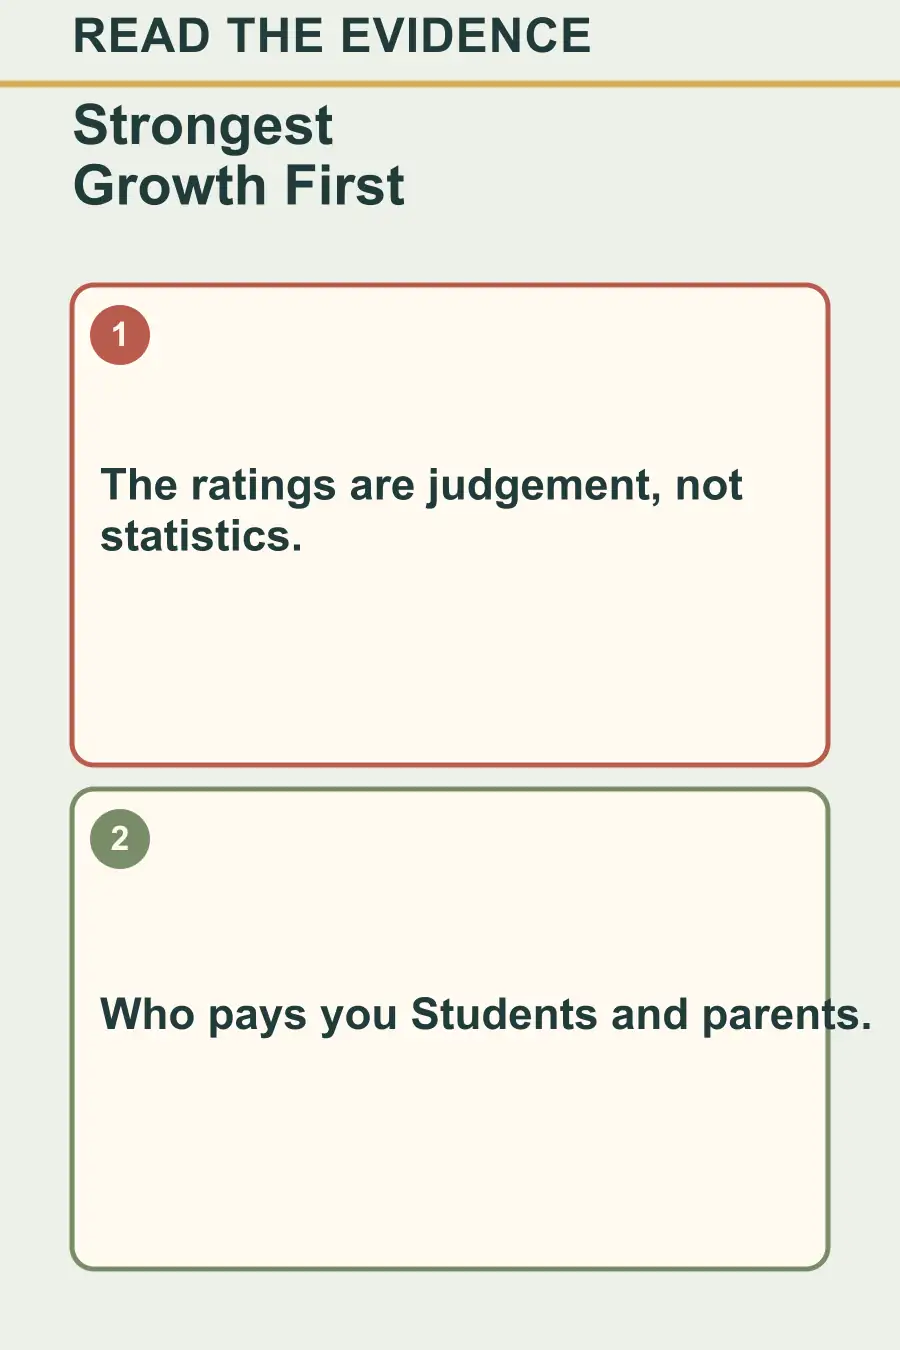 READ THE EVIDENCE
Strongest
Growth First
1
The ratings are judgement, not
statistics.
2
Who pays you Students and parents.